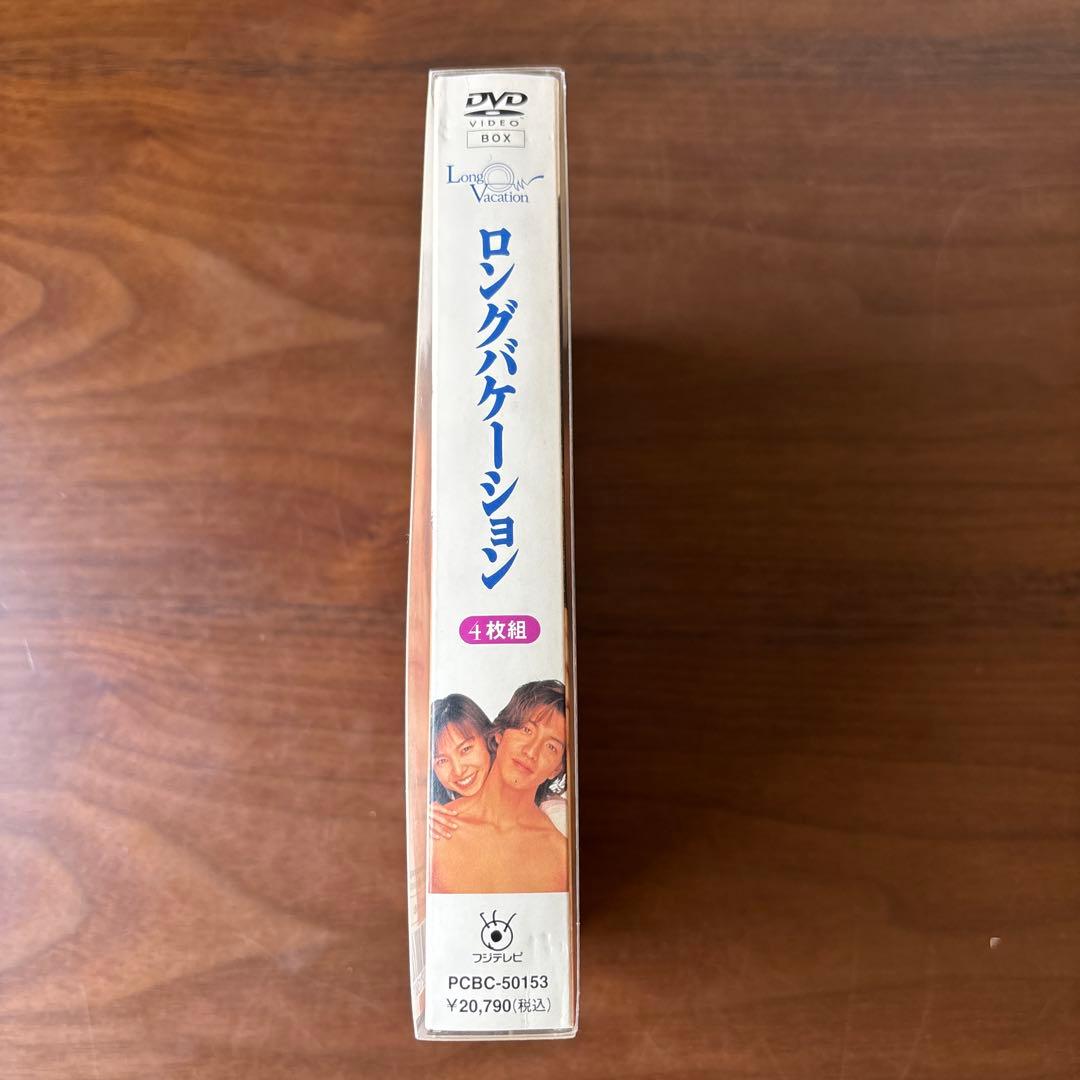 DVD
VIDEO™
BOX
Long
Vacation
ロングバケーション
4枚組
フジテレビ
PCBC-50153
¥20,790(税込)